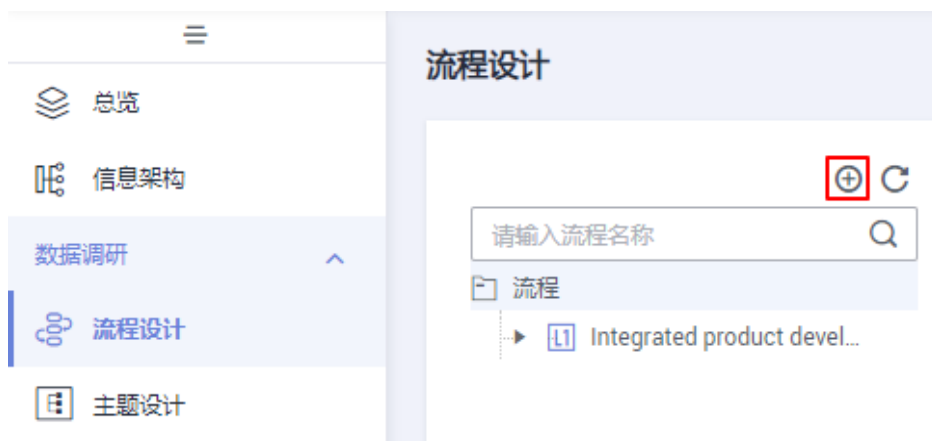 总览
信息架构
数据调研
流程设计
主题设计
流程设计
请输入流程名称
流程
L1 Integrated product devel...